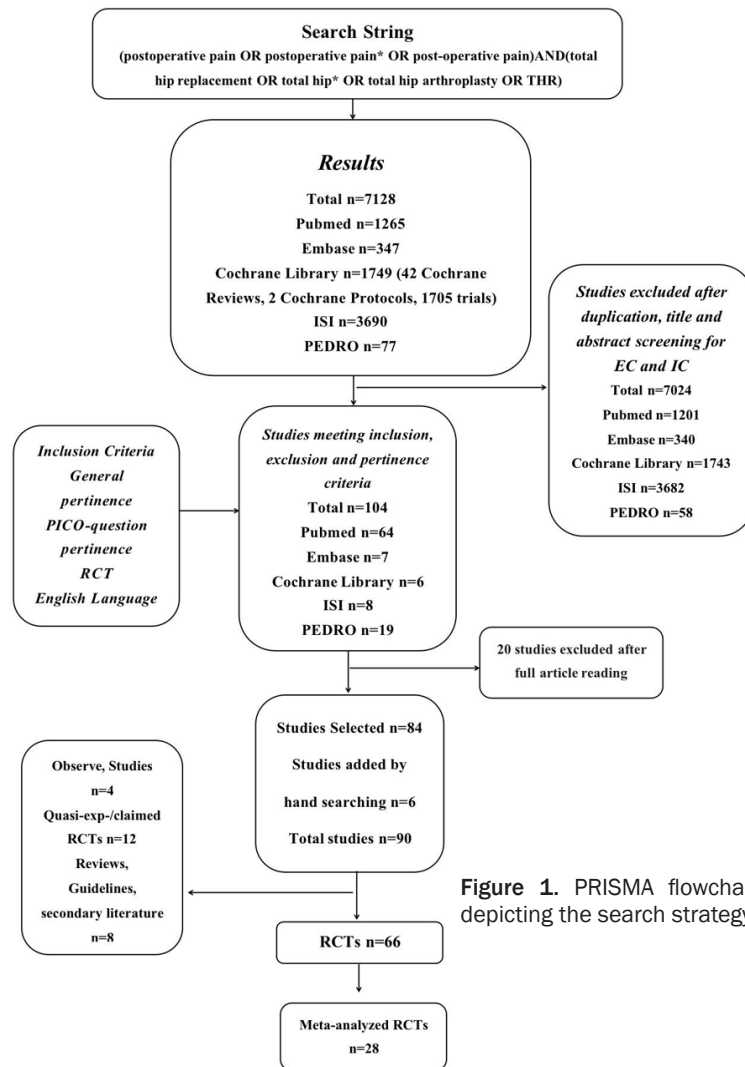 Search String
(postoperative pain OR postoperative pain* OR post-operative pain)AND(total
hip replacement OR total hip* OR total hip arthroplasty OR THR)
Results
Total n=7128
Pubmed n=1265
Embase n=347
Cochrane Library n=1749 (42 Cochrane
Reviews, 2 Cochrane Protocols, 1705 trials)
ISI n=3690
PEDRO n=77
Studies excluded after
duplication, title and
abstract screening for
EC and IC
Total n=7024
Pubmed n=1201
Embase n=340
Cochrane Library n=1743
ISI n=3682
PEDRO n=58
Inclusion Criteria
General
pertinence
PICO-question
pertinence
RCT
English Language
Studies meeting inclusion,
exclusion and pertinence
criteria
Total n=104
Pubmed n=64
Embase n=7
Cochrane Library n=6
ISI n=8
PEDRO n=19
20 studies excluded after
full article reading
Studies Selected n=84
Studies added by
hand searching n=6
Total studies n=90
Observe, Studies
n=4
Quasi-exp-/claimed
RCTs n=12
Reviews,
Guidelines,
secondary literature
n=8
RCTs n=66
Meta-analyzed RCTs
n=28
Figure 1. PRISMA flowcha
depicting the search strategy